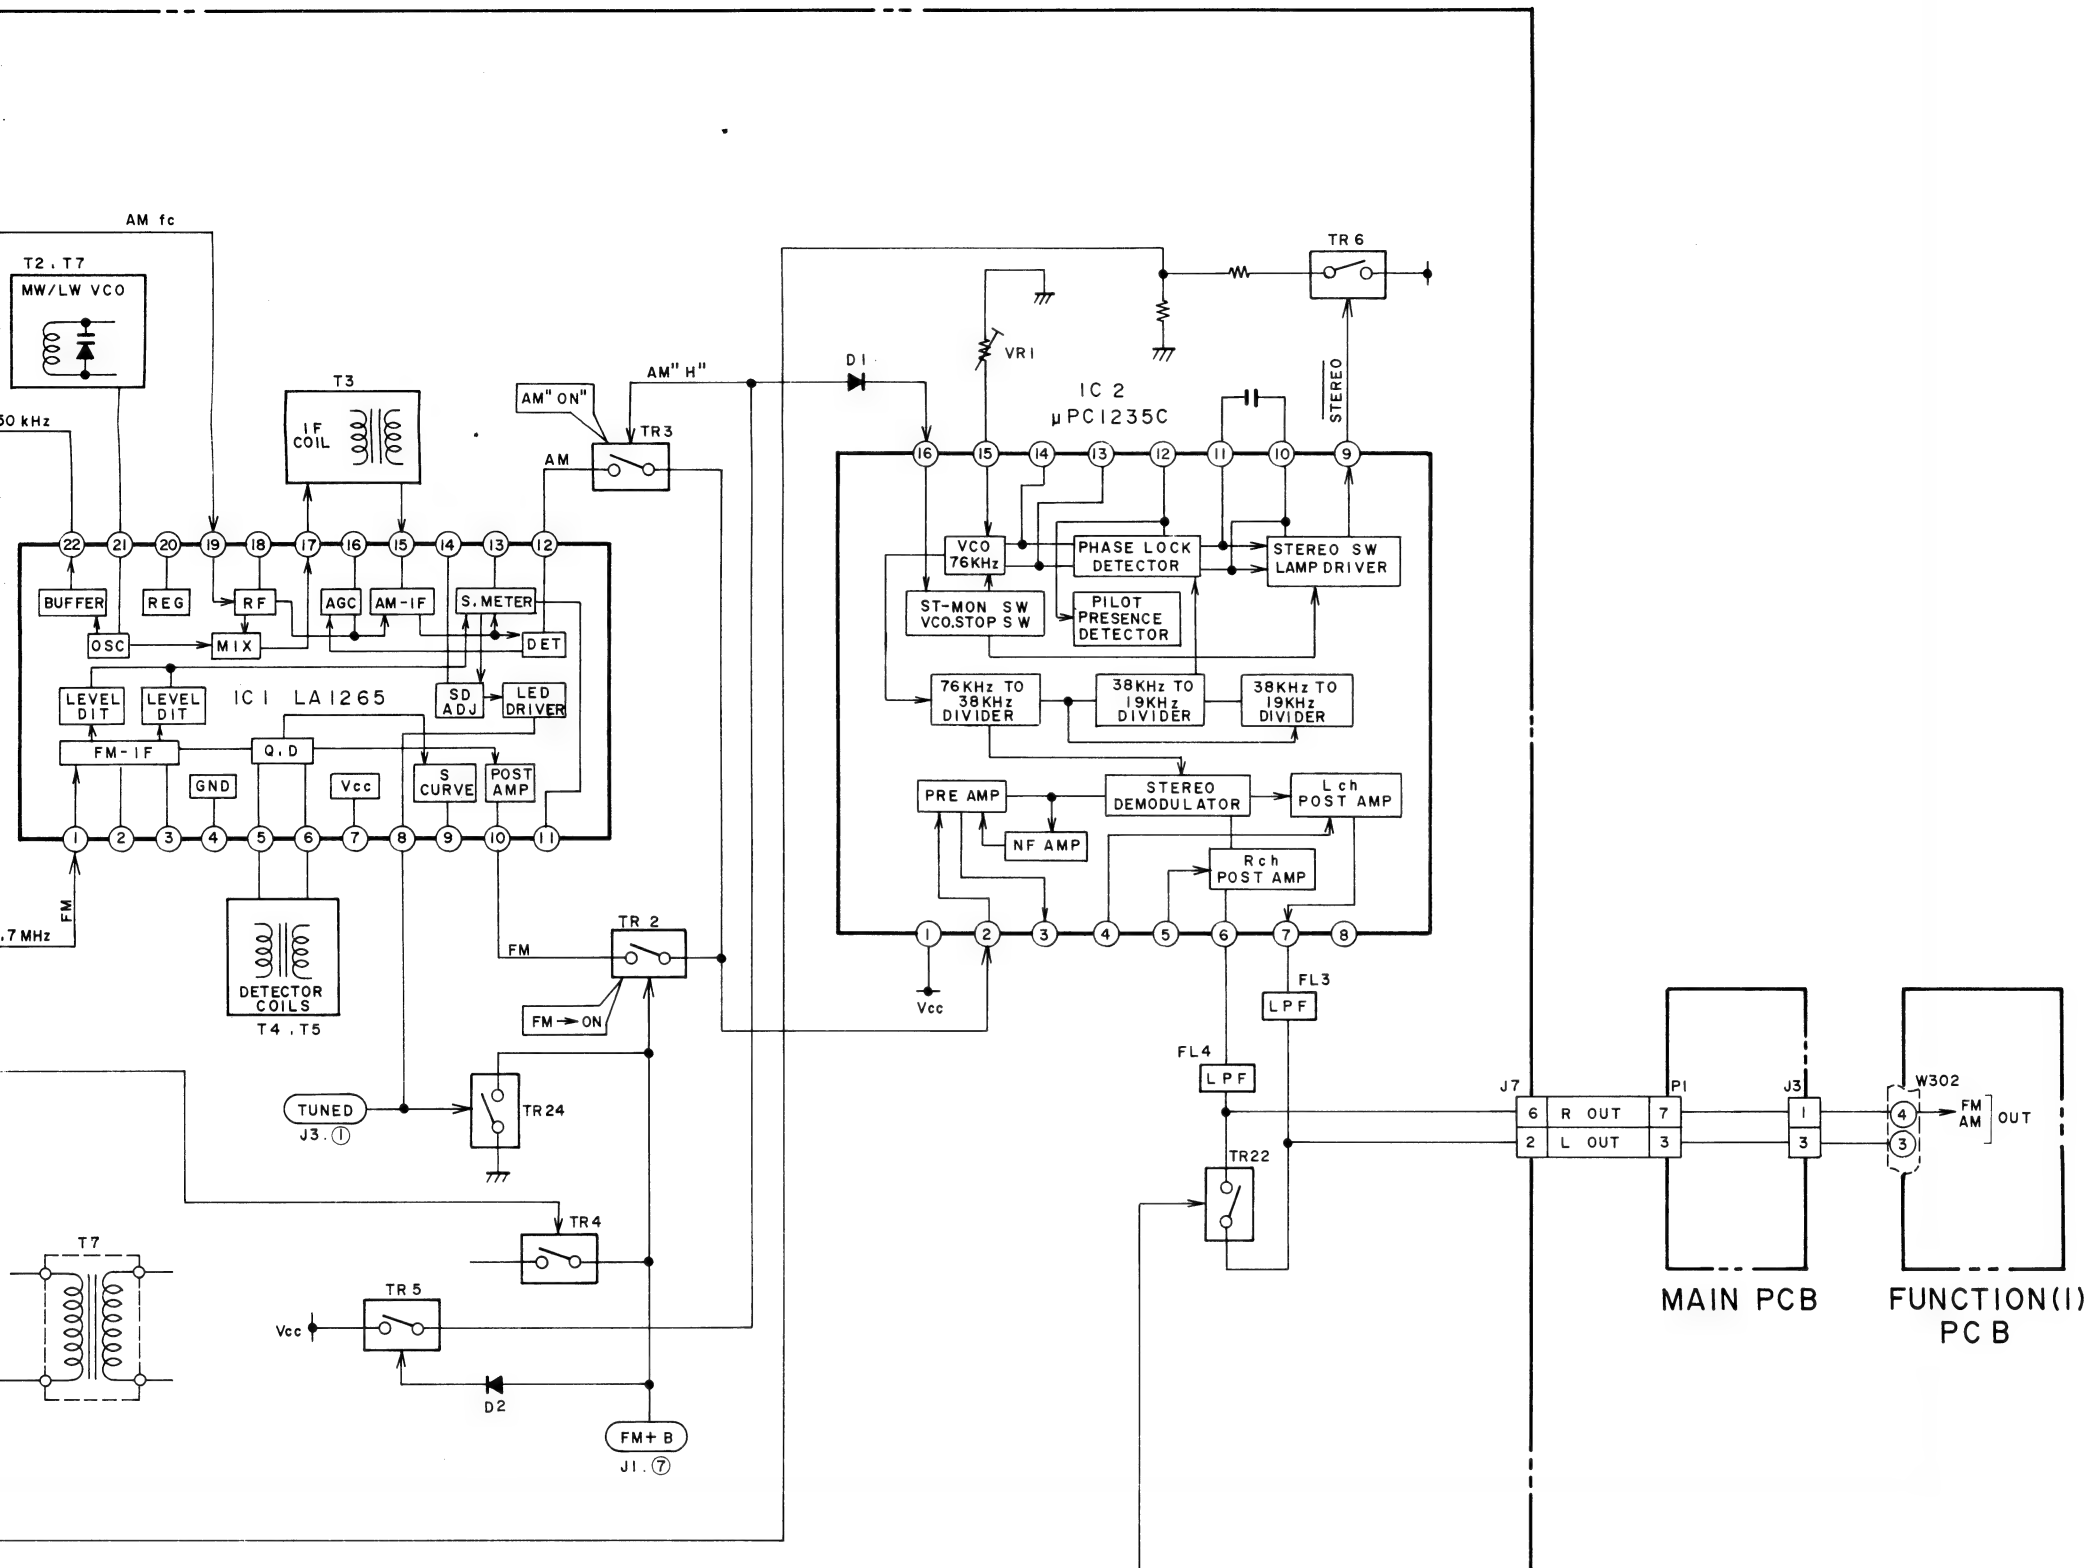 AM fc
T2 . T7
MW/LW VCO
50 kHz
T3
IF
COIL
AM "ON"
AM "H"
TR3
AM
D1
VR1
TR6
STEREO
IC 2
μPC1235C
22 21 20 19 18 17 16 15 14 13 12
BUFFER
REG
RF
AGC
AM-IF
S. METER
OSC
MIX
DET
LEVEL
DIT
LEVEL
DIT
IC1 LA1265
SD
ADJ
LED
DRIVER
FM-IF
Q.D
GND
Vcc
S
CURVE
POST
AMP
1 2 3 4 5 6 7 8 9 10 11
FM
.7 MHz
DETECTOR
COILS
T4 . T5
16 15 14 13 12 11 10 9
VCO
76KHz
PHASE LOCK
DETECTOR
STEREO SW
LAMP DRIVER
ST-MON SW
VCO.STOP SW
PILOT
PRESENCE
DETECTOR
76KHz TO
38KHz
DIVIDER
38KHz TO
19KHz
DIVIDER
38KHz TO
19KHz
DIVIDER
PRE AMP
STEREO
DEMODULATOR
Lch
POST AMP
NF AMP
Rch
POST AMP
1 2 3 4 5 6 7 8
Vcc
FM
TR 2
FM → ON
TUNED
J3. ①
TR24
TR4
T7
TR5
Vcc
D2
FM+B
J1. ⑦
FL3
LPF
FL4
LPF
TR22
J7
P1
J3
W302
6 R OUT 7 1 4
2 L OUT 3 3 3
FM
AM
OUT
MAIN PCB
FUNCTION(1)
PCB